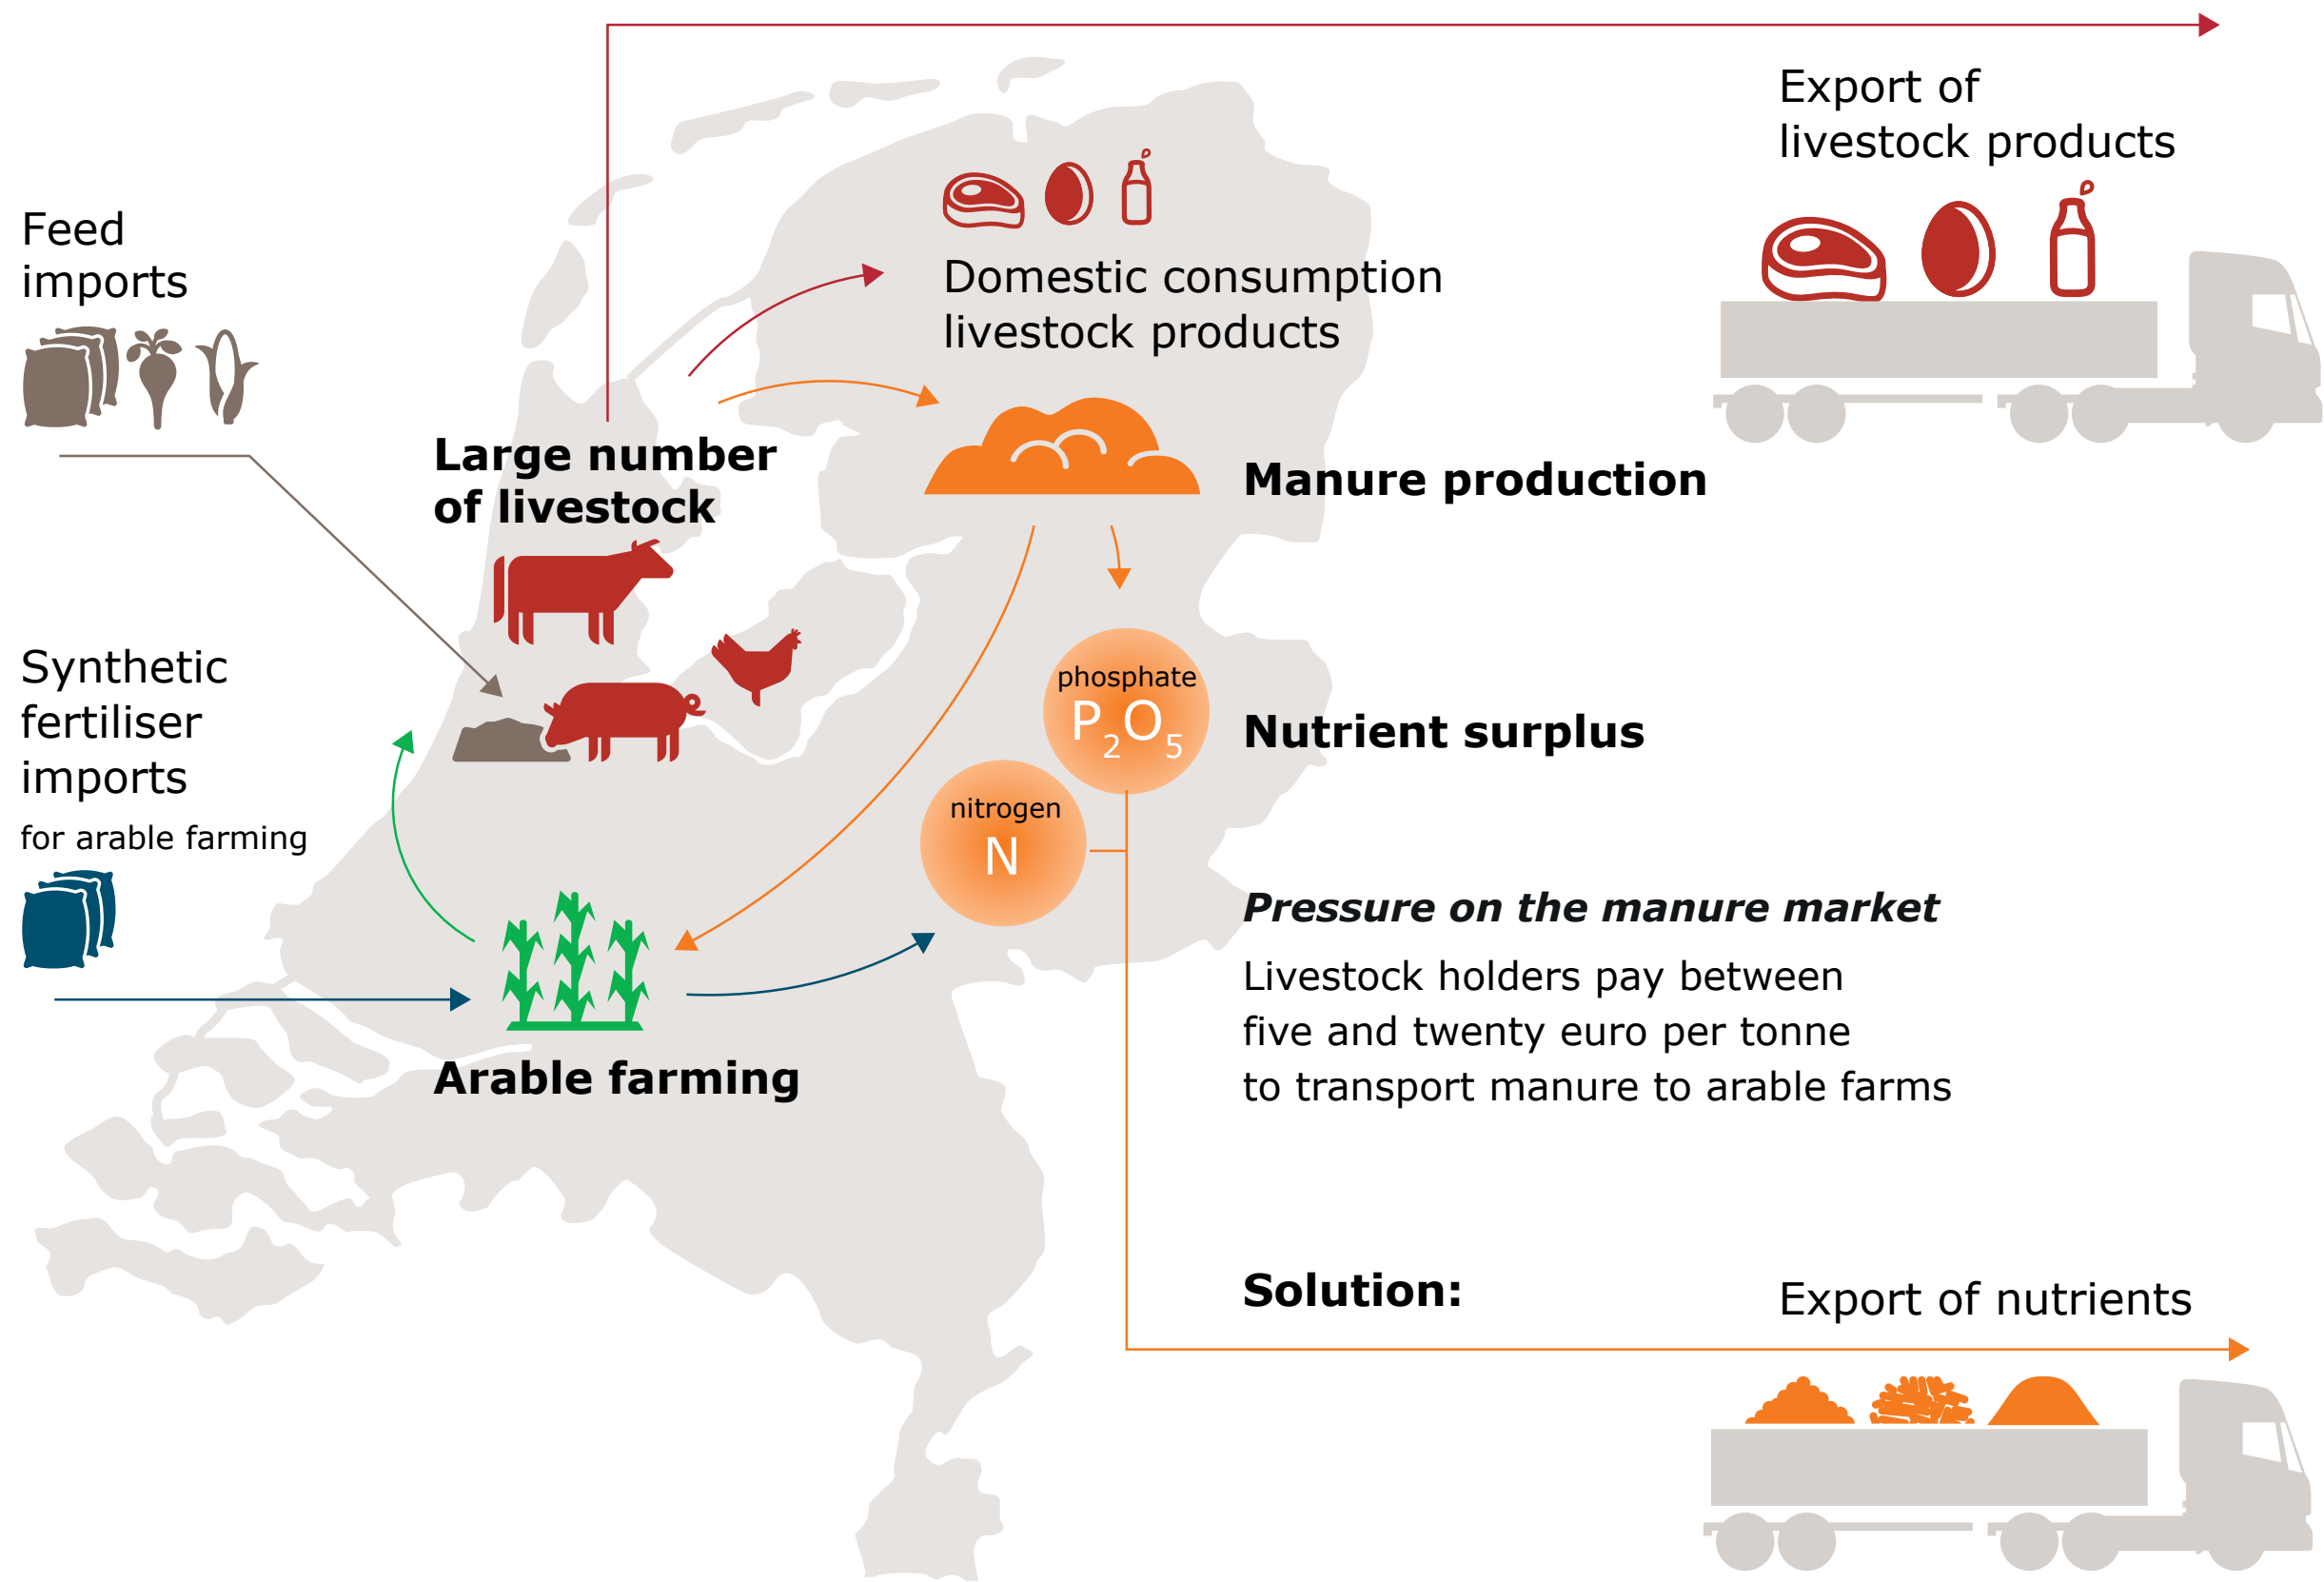 Export of
livestock products
Feed
imports
Domestic consumption
livestock products
Large number
of livestock
Manure production
Synthetic
fertiliser
imports
for arable farming
phosphate
P2O5
Nutrient surplus
nitrogen
N
Pressure on the manure market
Livestock holders pay between
five and twenty euro per tonne
to transport manure to arable farms
Arable farming
Solution:
Export of nutrients